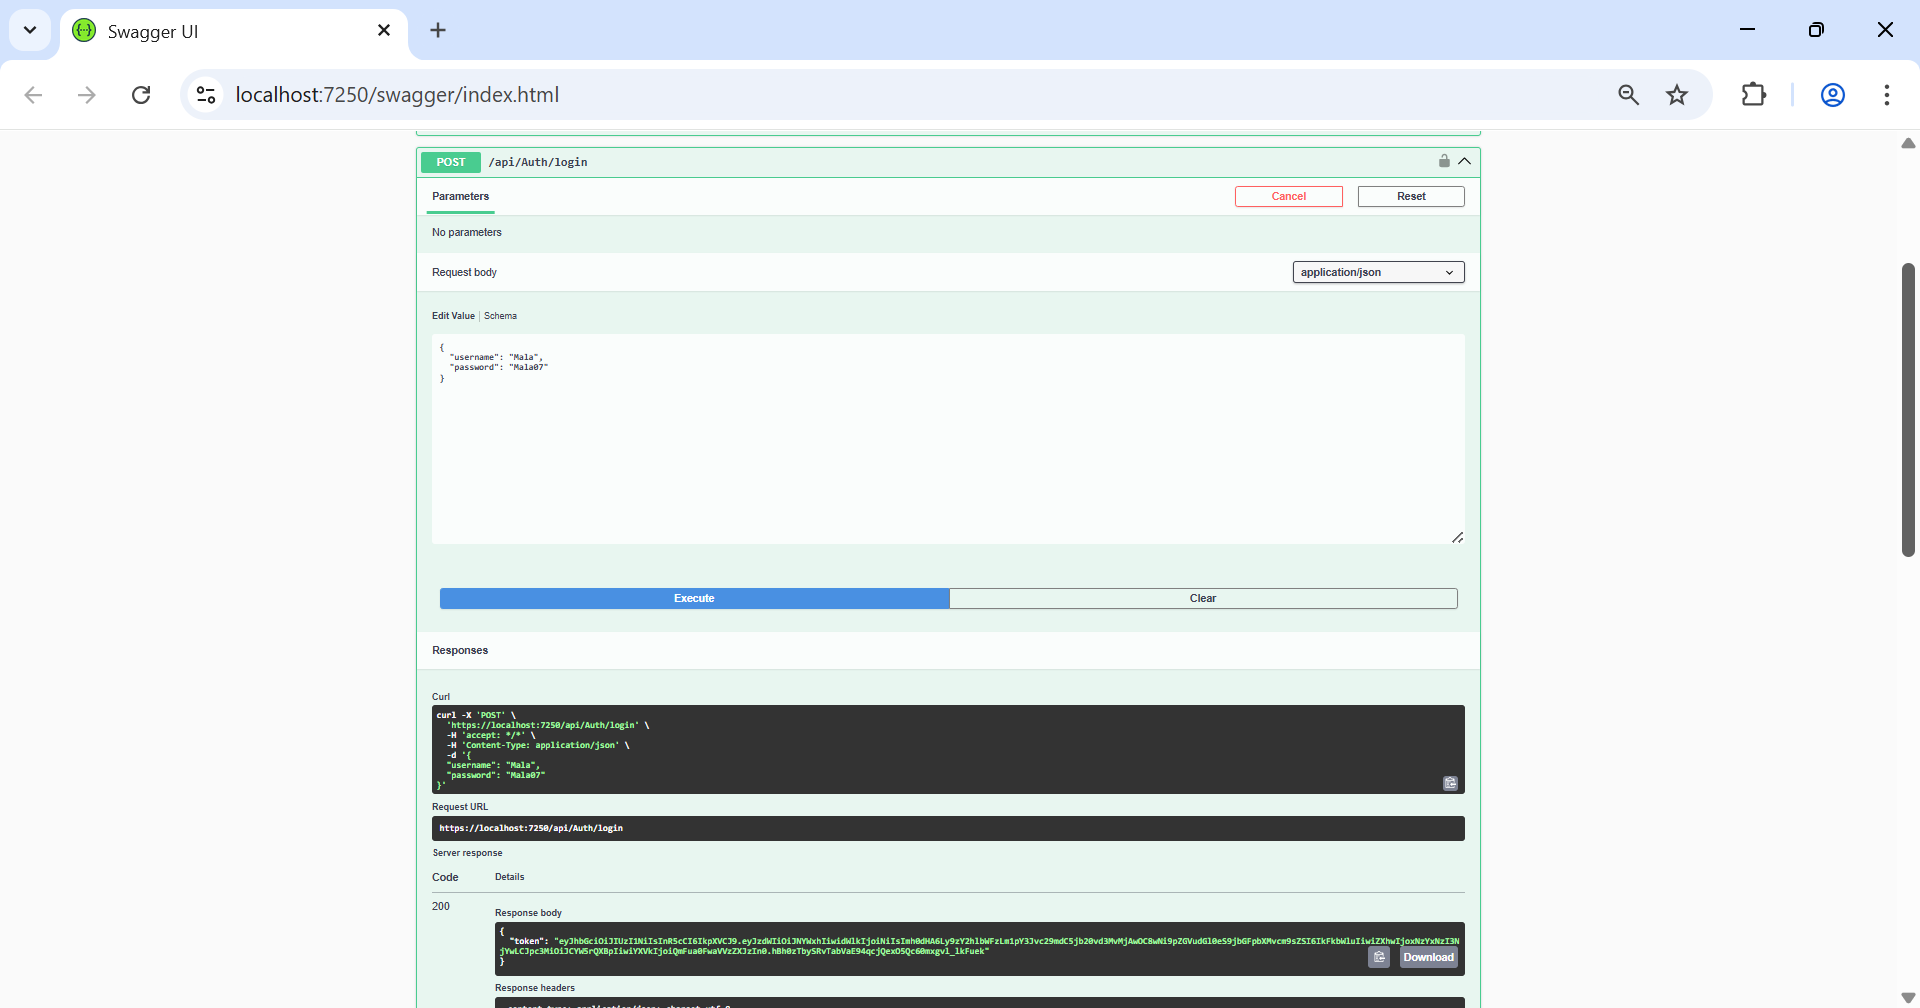 Swagger UI
localhost:7250/swagger/index.html
POST /api/Auth/login
Parameters
Cancel
Reset
No parameters
Request body
application/json
Edit Value | Schema
{
"username": "Mala",
"password": "Mala07"
}
Execute
Clear
Responses
Curl
curl -X 'POST' \
'https://localhost:7250/api/Auth/login' \
-H 'accept: */*' \
-H 'Content-Type: application/json' \
-d '{
"username": "Mala",
"password": "Mala07"
}'
Request URL
https://localhost:7250/api/Auth/login
Server response
Code Details
200
Response body
{
"token":
}
Download
Response headers